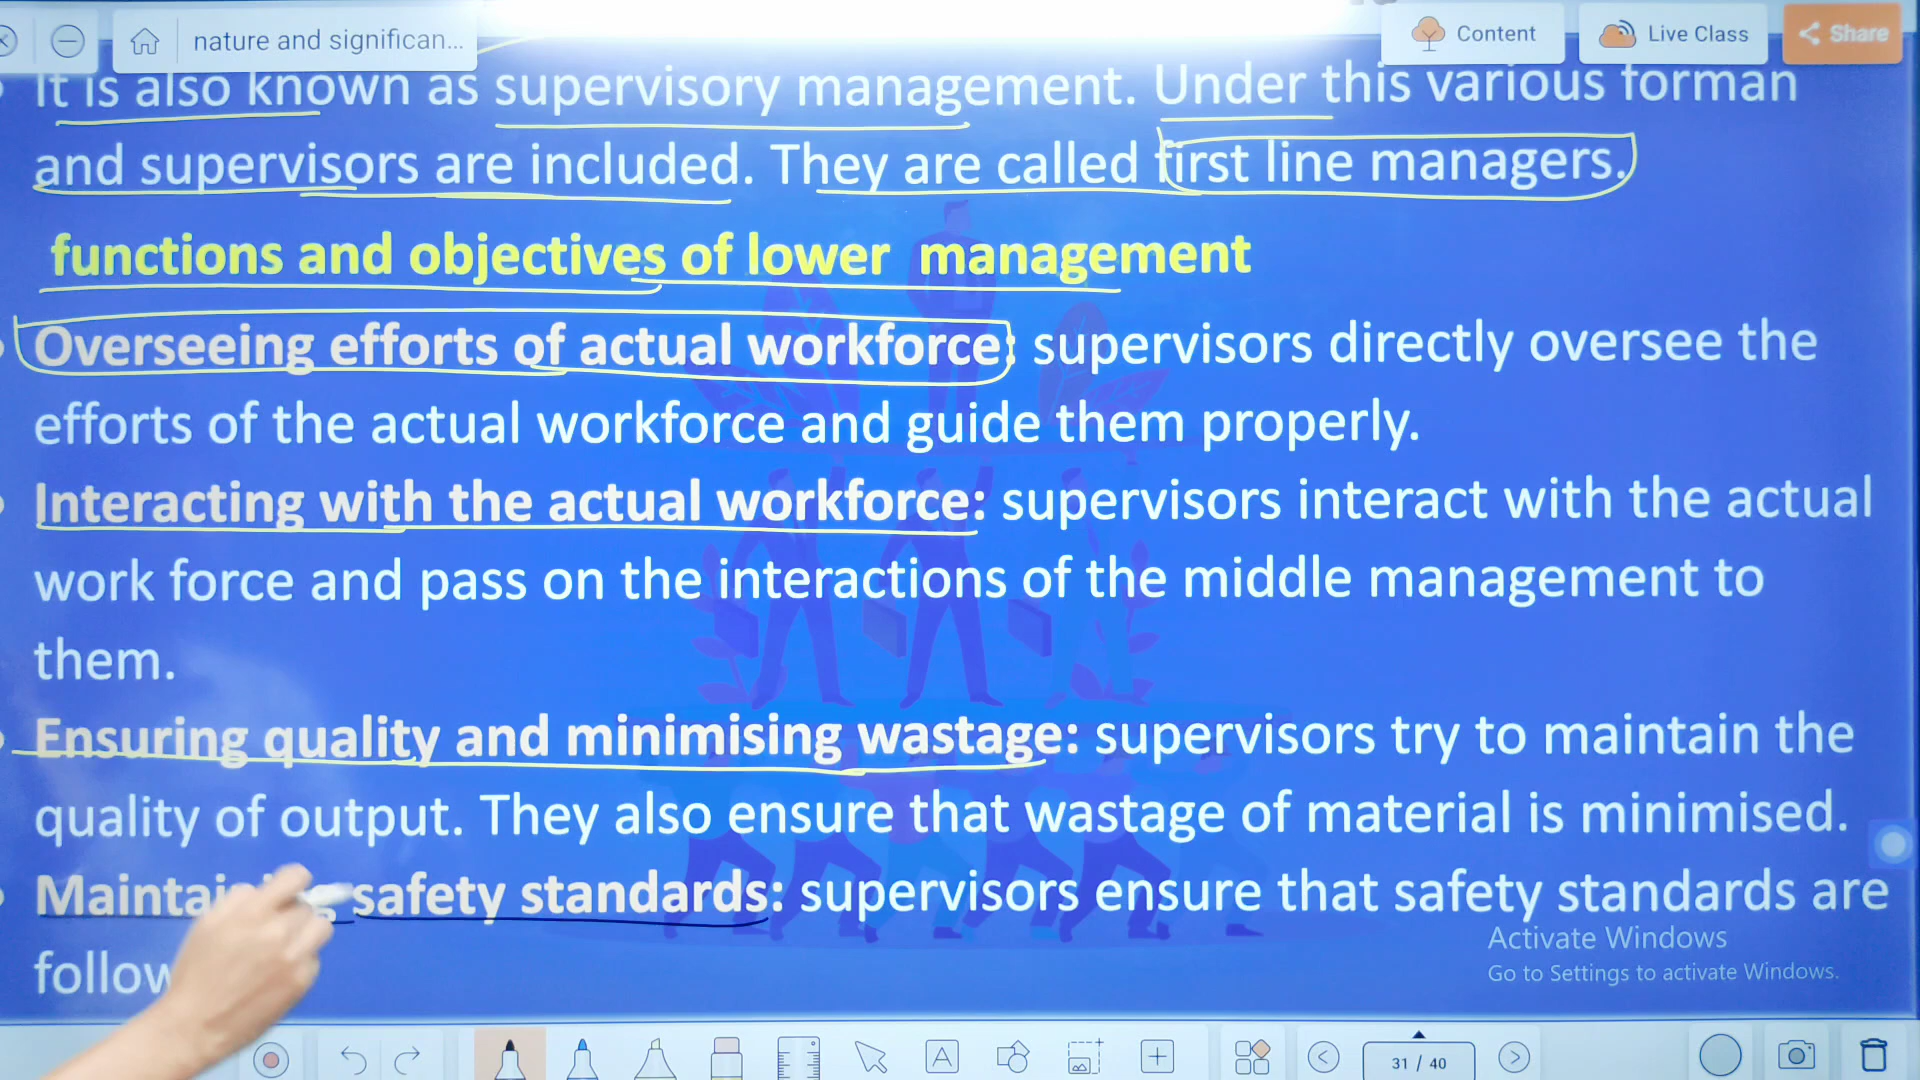 nature and significan...
Content
Live Class
Share
It is also known as supervisory management. Under this various forman
and supervisors are included. They are called first line managers.
functions and objectives of lower management
Overseeing efforts of actual workforce: supervisors directly oversee the
efforts of the actual workforce and guide them properly.
Interacting with the actual workforce: supervisors interact with the actual
work force and pass on the interactions of the middle management to
them.
Ensuring quality and minimising wastage: supervisors try to maintain the
quality of output. They also ensure that wastage of material is minimised.
safety standards: supervisors ensure that safety standards are
Activate Windows
Go to Settings to activate Windows.
A
31 / 40